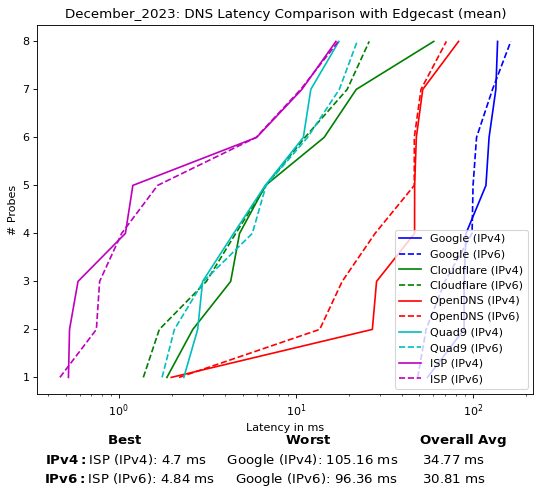 December_2023: DNS Latency Comparison with Edgecast (mean)
# Probes
8
7
6
5
4
3
2
1
Google (IPv4)
Google (IPv6)
Cloudflare (IPv4)
Cloudflare (IPv6)
OpenDNS (IPv4)
OpenDNS (IPv6)
Quad9 (IPv4)
Quad9 (IPv6)
ISP (IPv4)
ISP (IPv6)
10⁰ 10¹ 10²
Latency in ms
Best Worst Overall Avg
IPv4: ISP (IPv4): 4.7 ms Google (IPv4): 105.16 ms 34.77 ms
IPv6: ISP (IPv6): 4.84 ms Google (IPv6): 96.36 ms 30.81 ms